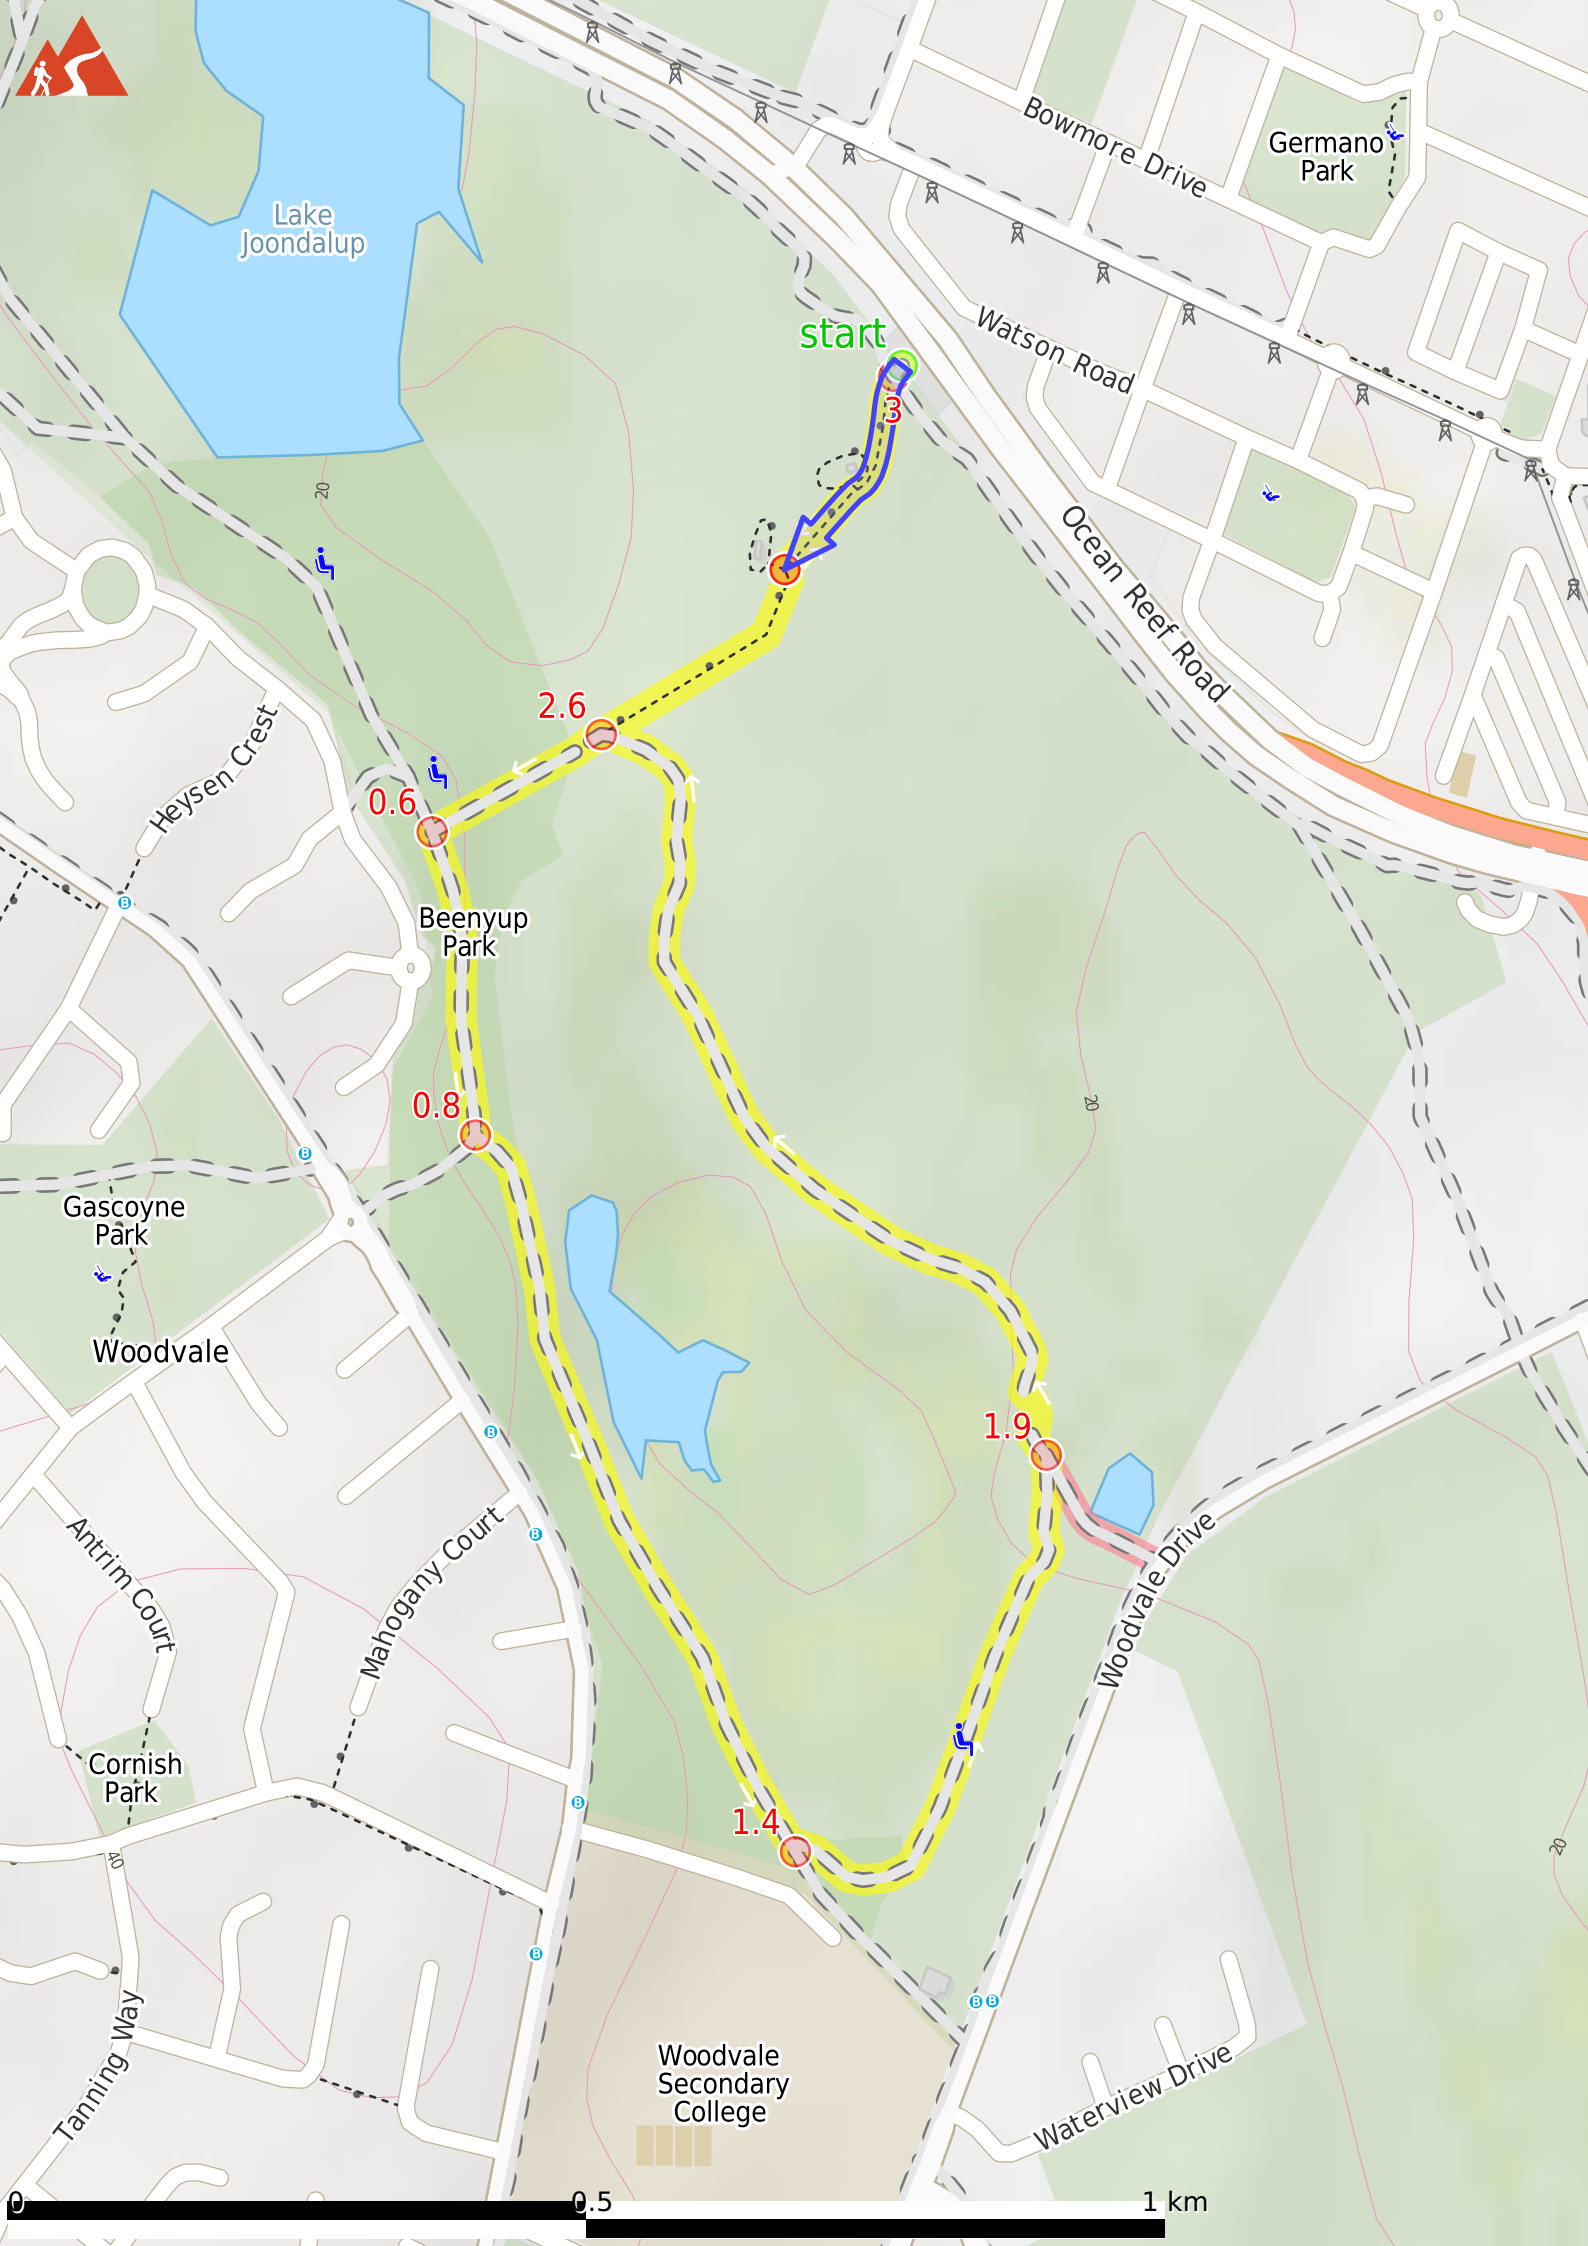 Bowmore Drive
Germano
Park
Lake
Joondalup
start
Watson Road
3
20
Ocean Reef Road
2.6
Heysen Crest
0.6
B
Beenyup
Park
0.8
20
B
Gascoyne
Park
Woodvale
1.9
B
Antrim Court
Mahogany Court
B
Woodvale Drive
Cornish
Park
B
1.4
40
20
B
B B
Tanning Way
Woodvale
Secondary
College
Waterview Drive
0
0.5
1 km